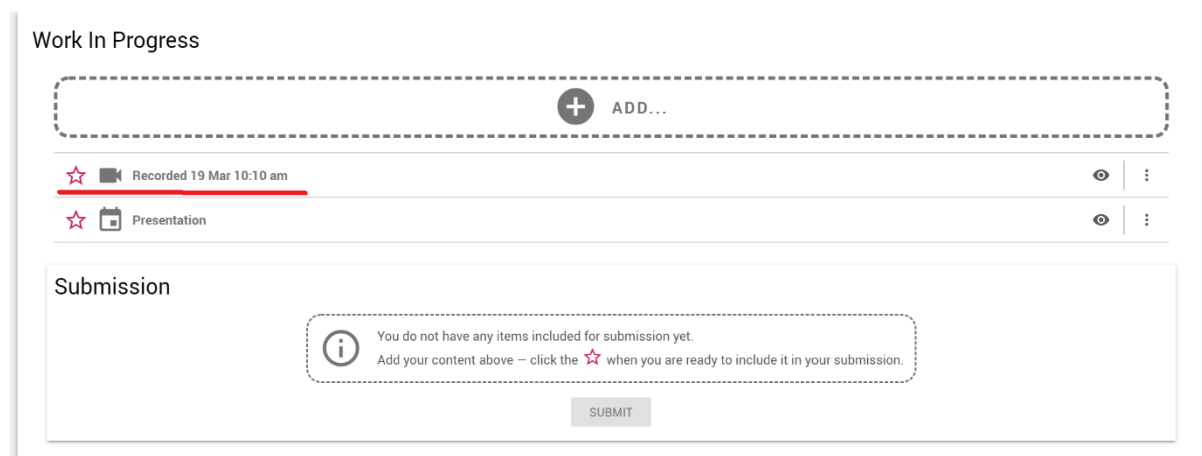 Work In Progress
ADD...
Recorded 19 Mar 10:10 am
Presentation
Submission
You do not have any items included for submission yet.
Add your content above – click the when you are ready to include it in your submission.
SUBMIT